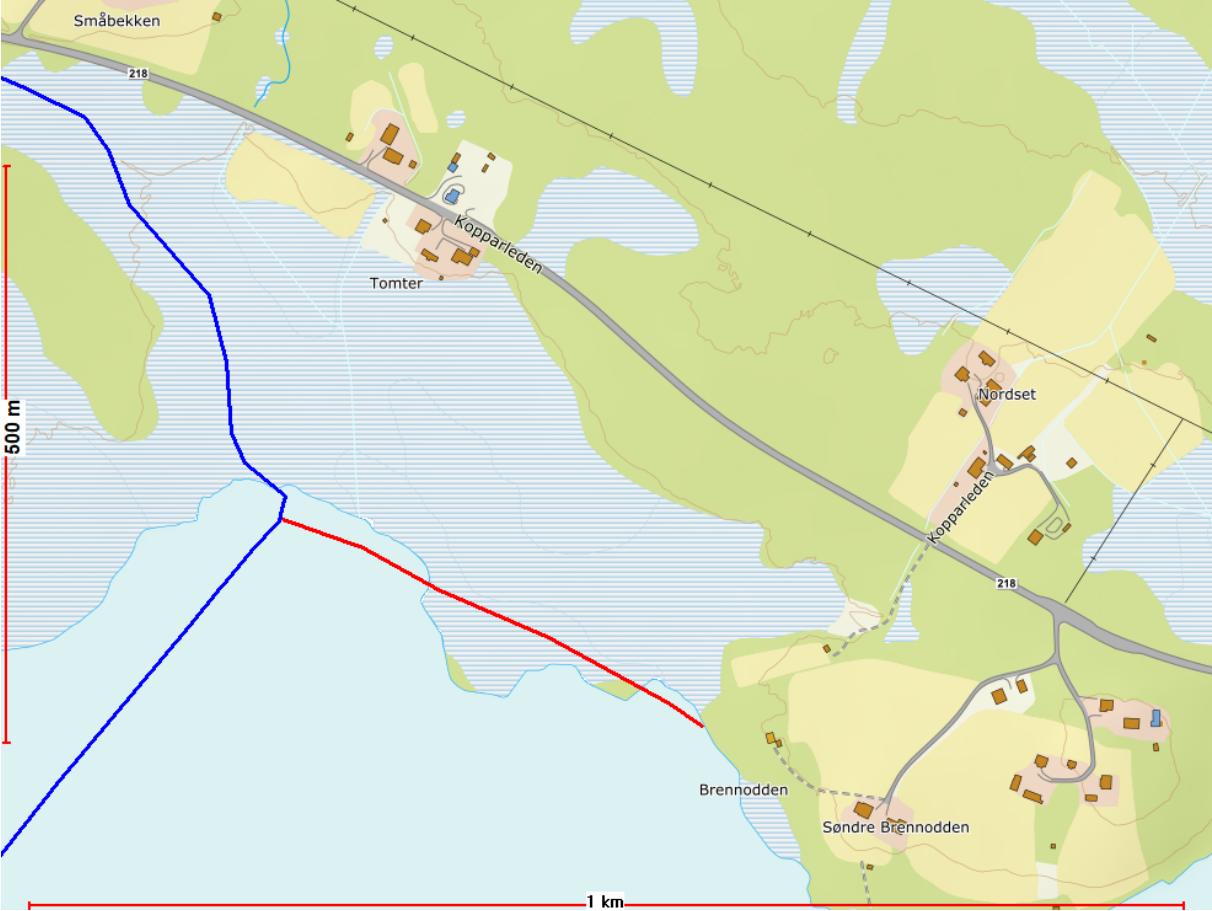 Småbekken
218
Kopparleden
Tomter
Nordset
500 m
Kopparleden
218
Brennodden
Søndre Brennodden
1 km